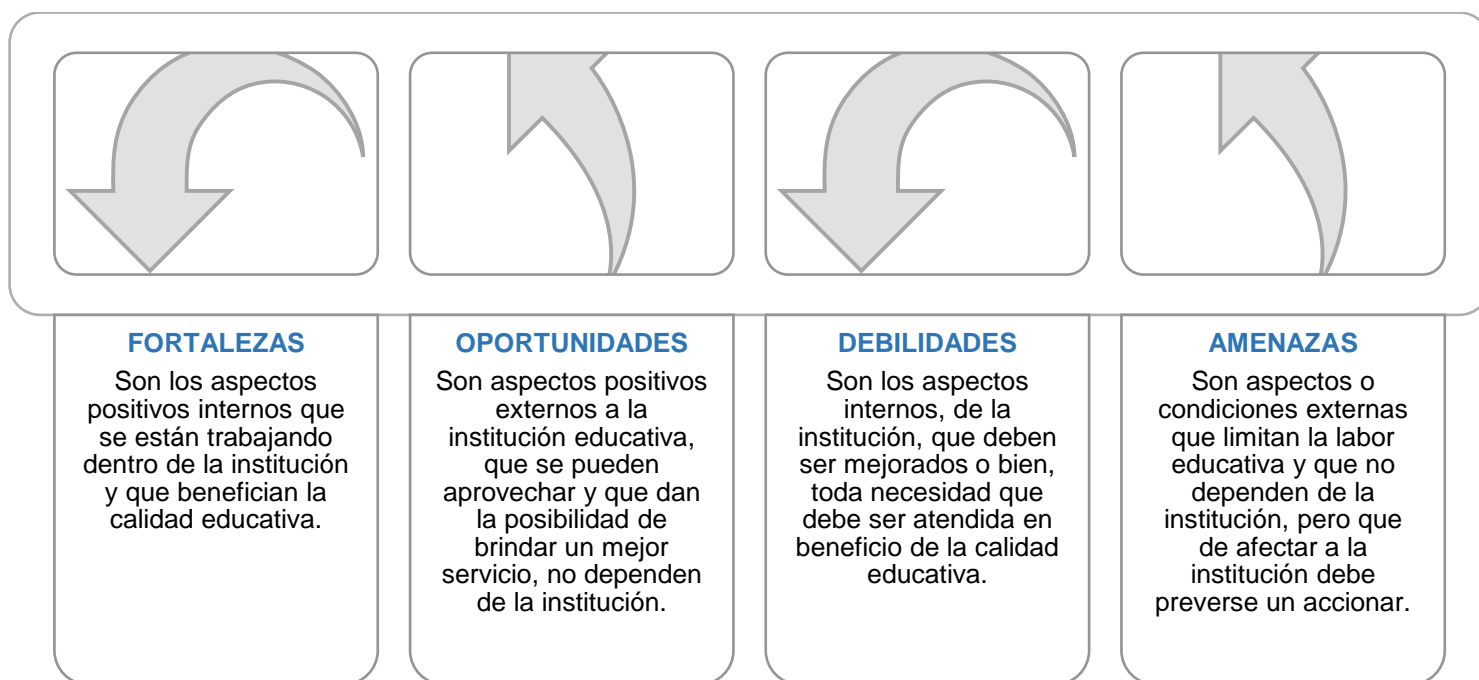 FORTALEZAS
Son los aspectos
positivos internos que
se están trabajando
dentro de la institución
y que benefician la
calidad educativa.
OPORTUNIDADES
Son aspectos positivos
externos a la
institución educativa,
que se pueden
aprovechar y que dan
la posibilidad de
brindar un mejor
servicio, no dependen
de la institución.
DEBILIDADES
Son los aspectos
internos, de la
institución, que deben
ser mejorados o bien,
toda necesidad que
debe ser atendida en
beneficio de la calidad
educativa.
AMENAZAS
Son aspectos o
condiciones externas
que limitan la labor
educativa y que no
dependen de la
institución, pero que
de afectar a la
institución debe
preverse un accionar.